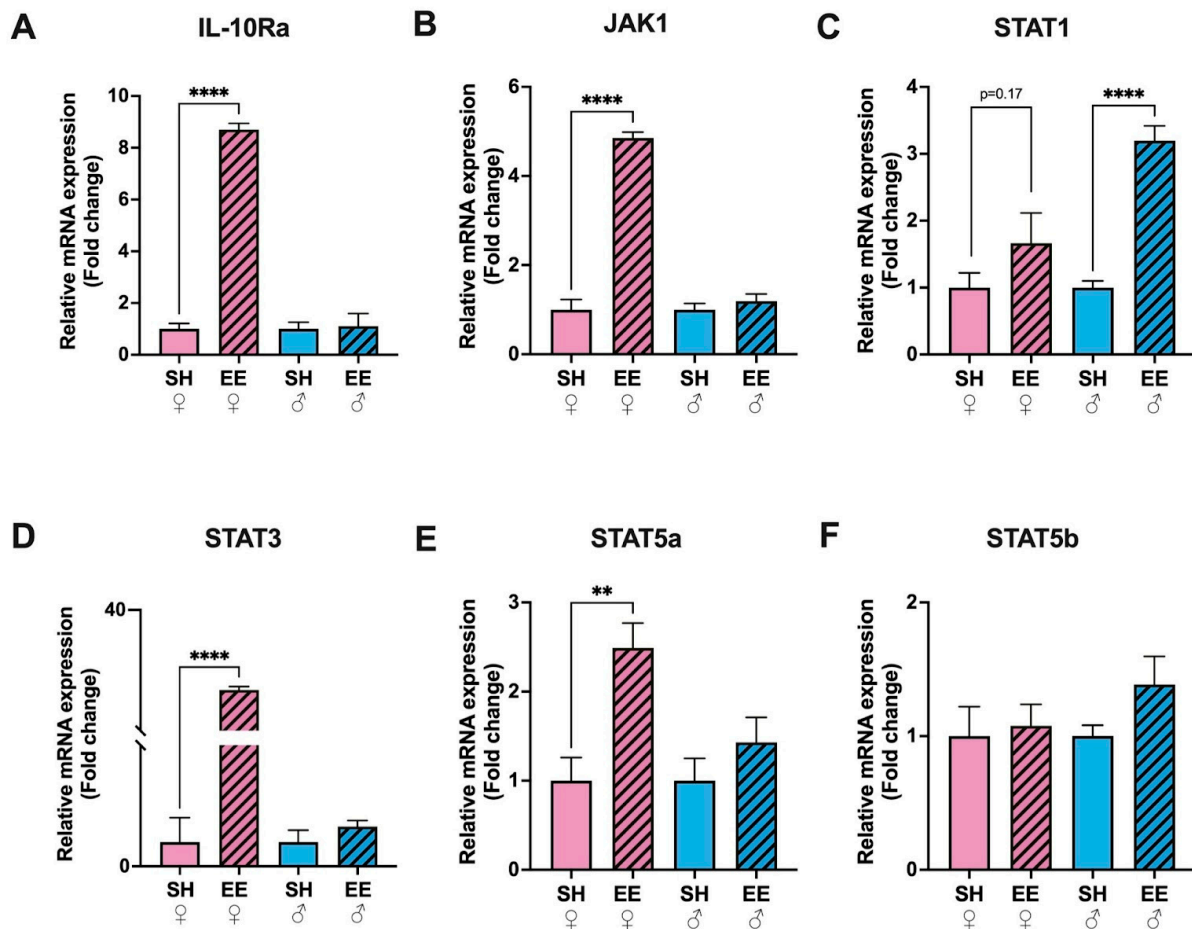 A
IL-10Ra
Relative mRNA expression
(Fold change)
10
8
6
4
2
0
****
SH EE SH EE
♀ ♀ ♂ ♂
B
JAK1
Relative mRNA expression
(Fold change)
6
4
2
0
****
SH EE SH EE
♀ ♀ ♂ ♂
C
STAT1
Relative mRNA expression
(Fold change)
4
3
2
1
0
p=0.17
****
SH EE SH EE
♀ ♀ ♂ ♂
D
STAT3
Relative mRNA expression
(Fold change)
40
0
****
SH EE SH EE
♀ ♀ ♂ ♂
E
STAT5a
Relative mRNA expression
(Fold change)
3
2
1
0
**
SH EE SH EE
♀ ♀ ♂ ♂
F
STAT5b
Relative mRNA expression
(Fold change)
2
1
0
SH EE SH EE
♀ ♀ ♂ ♂